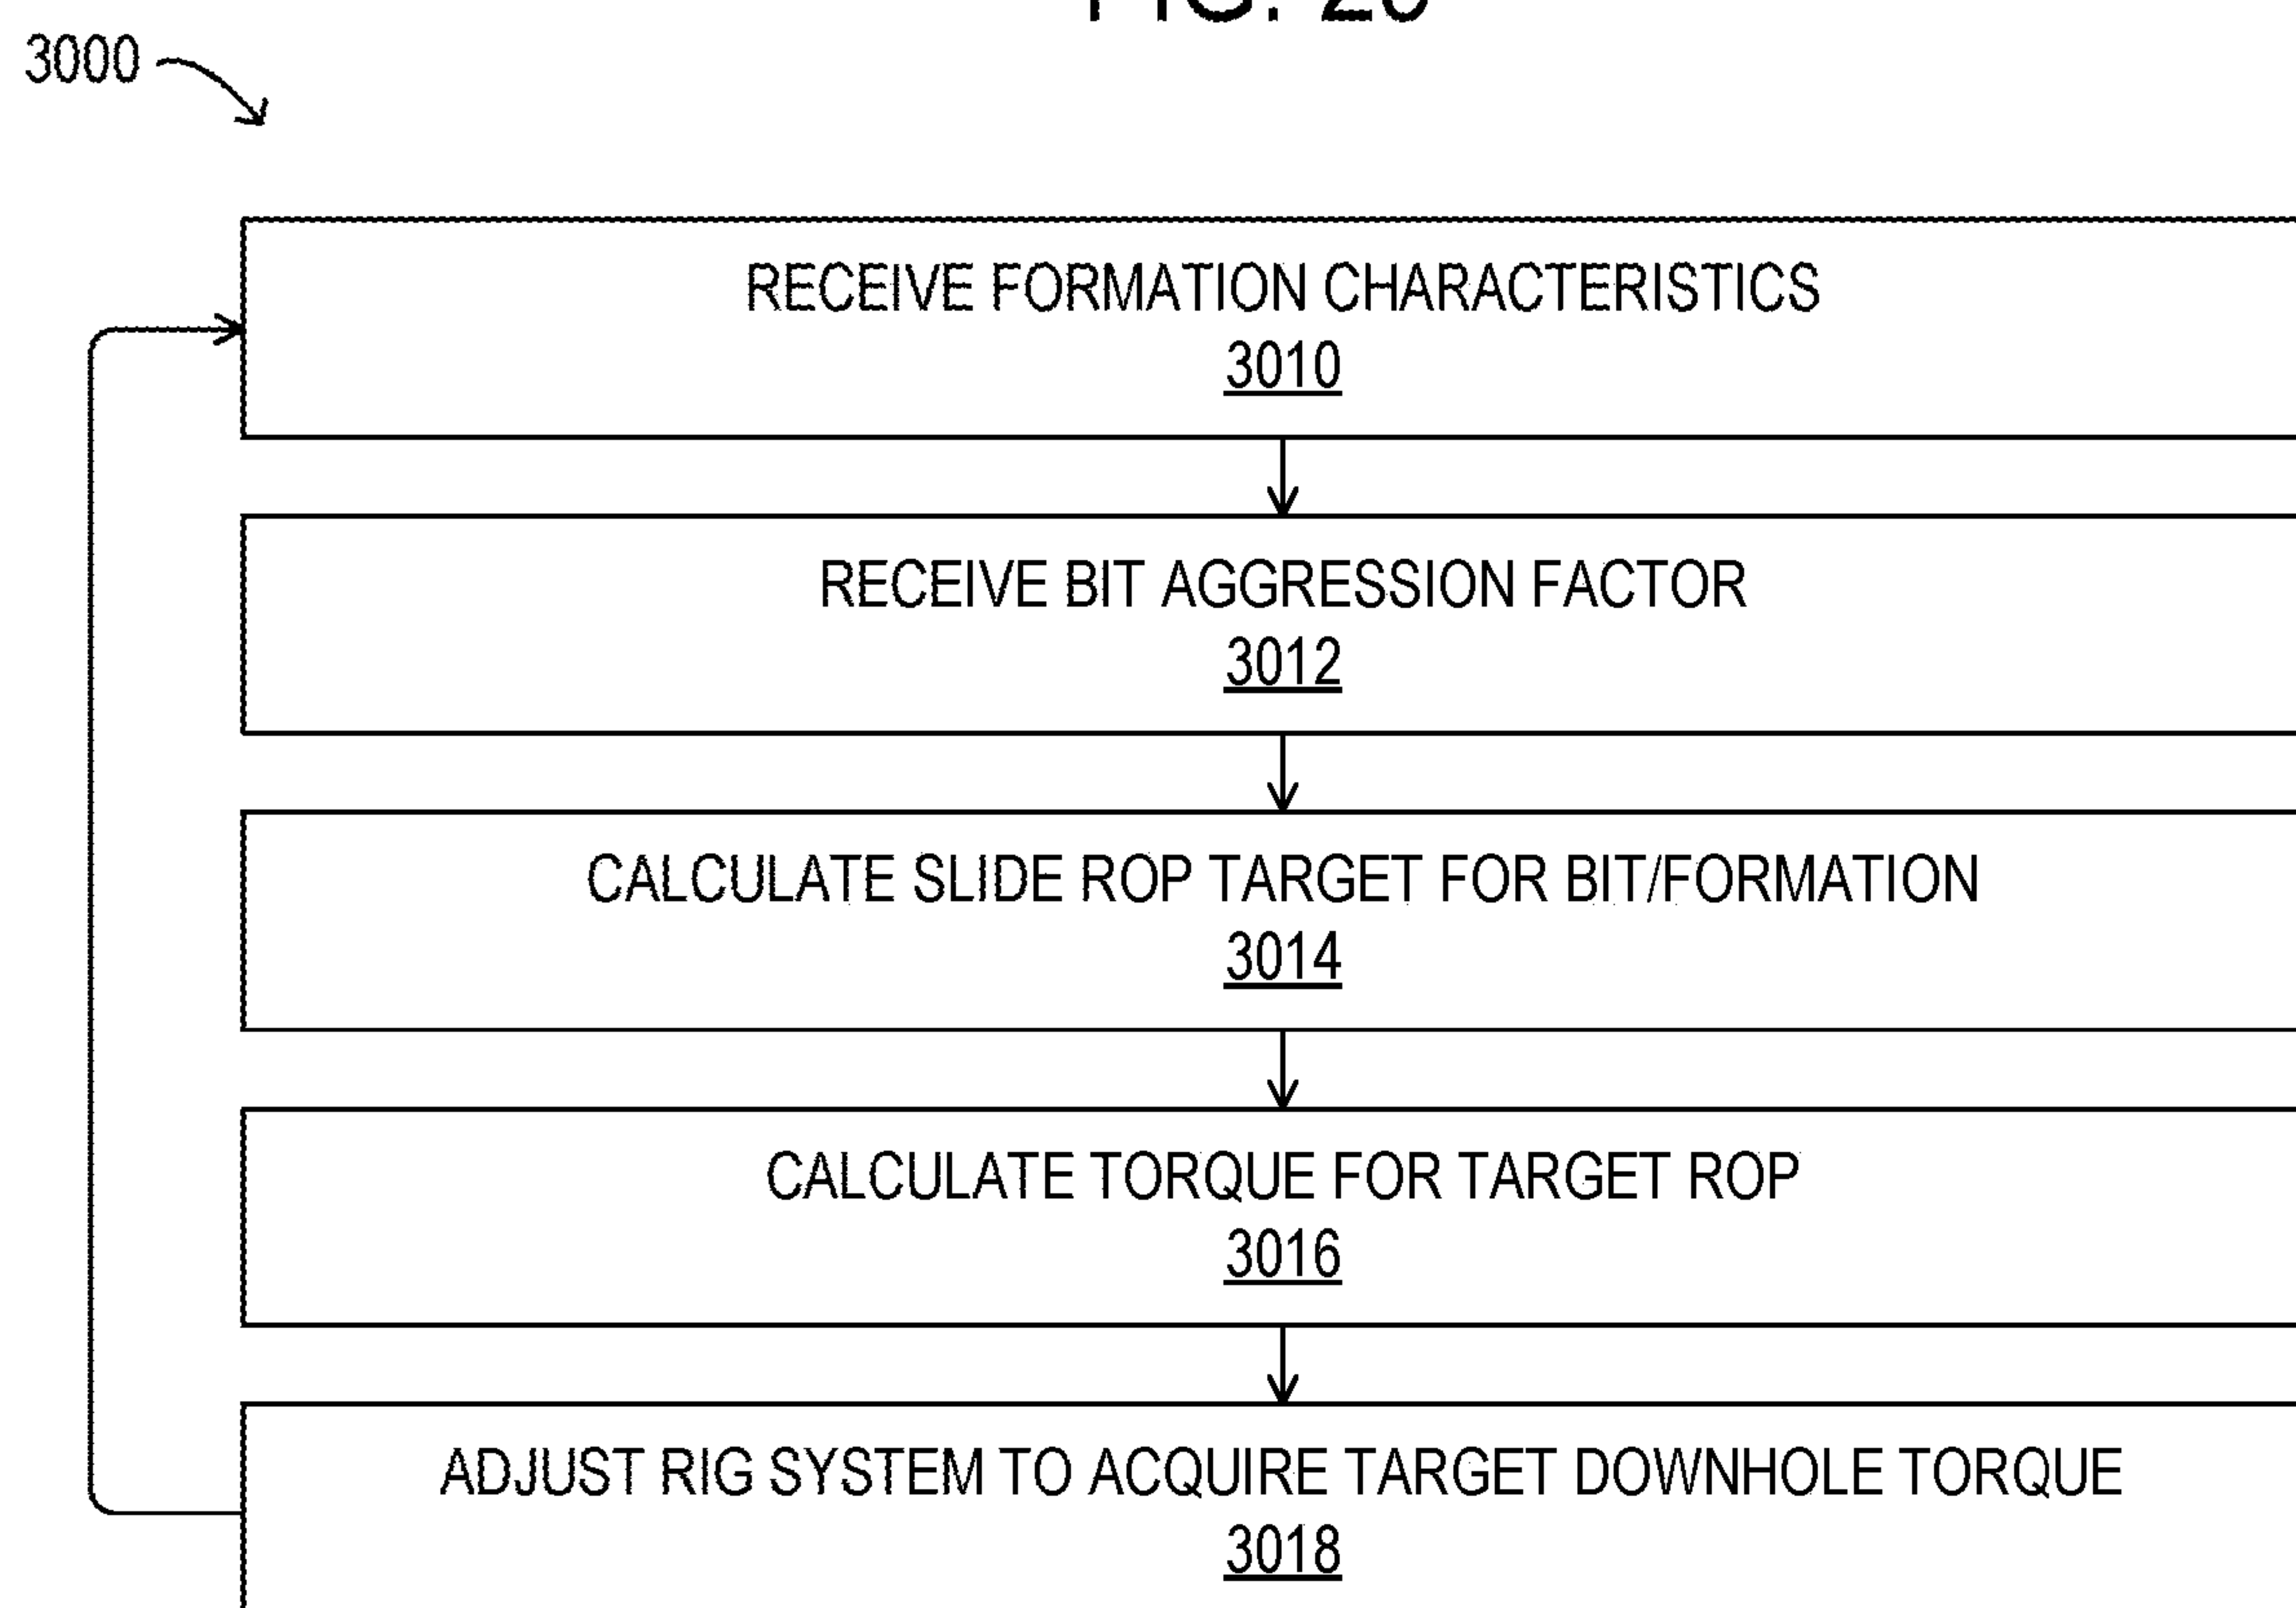 3000
RECEIVE FORMATION CHARACTERISTICS
3010
RECEIVE BIT AGGRESSION FACTOR
3012
CALCULATE SLIDE ROP TARGET FOR BIT/FORMATION
3014
CALCULATE TORQUE FOR TARGET ROP
3016
ADJUST RIG SYSTEM TO ACQUIRE TARGET DOWNHOLE TORQUE
3018